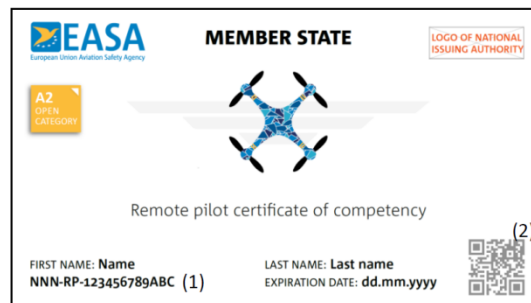 EASA
European Union Aviation Safety Agency
MEMBER STATE
LOGO OF NATIONAL
ISSUING AUTHORITY
A2
OPEN
CATEGORY
Remote pilot certificate of competency
(2)
FIRST NAME: Name
LAST NAME: Last name
NNN-RP-123456789ABC (1)
EXPIRATION DATE: dd.mm.yyyy